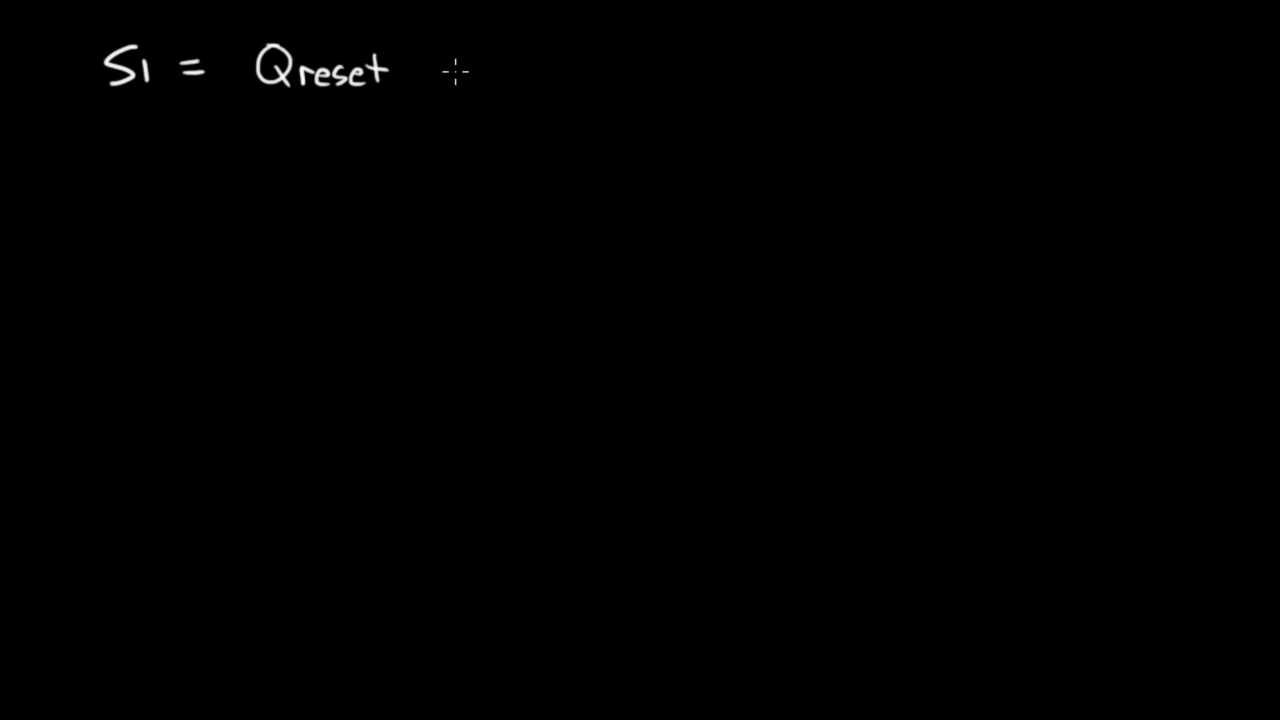 S1 = Qreset